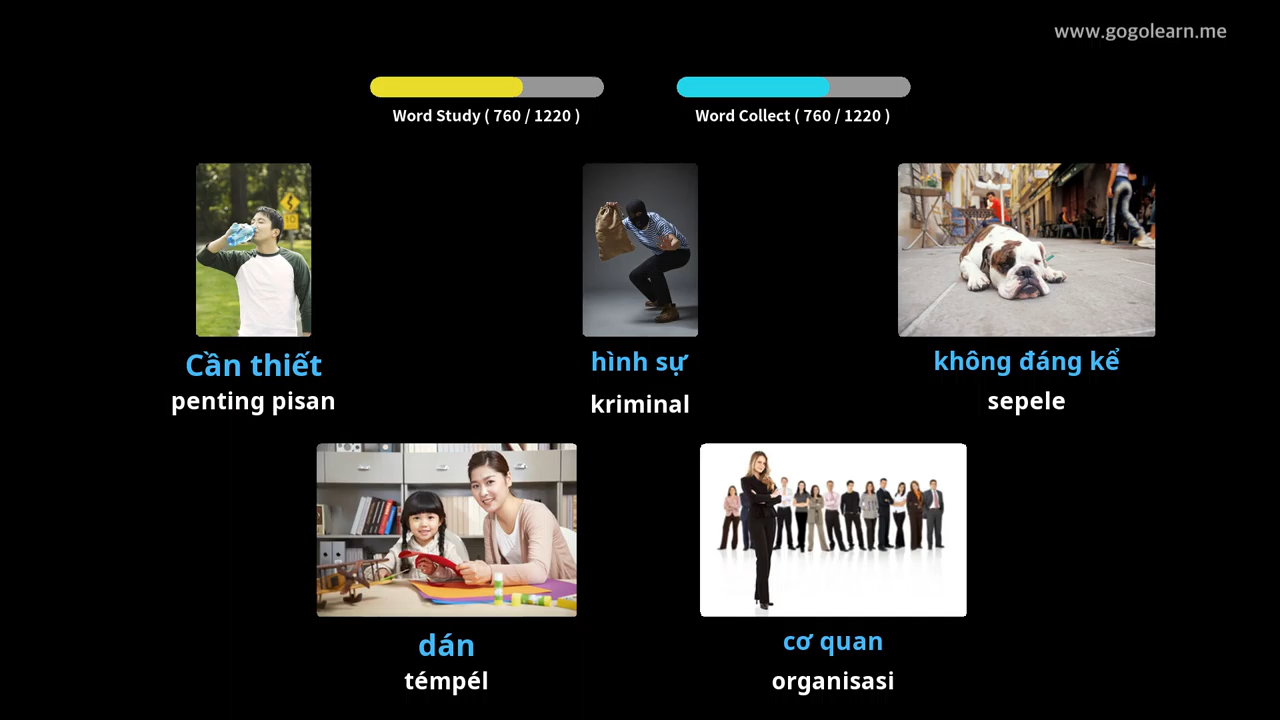 www.gogolearn.me
Word Study ( 760 / 1220 )
Word Collect ( 760 / 1220 )
Cần thiết
penting pisan
hình sự
kriminal
không đáng kể
sepele
dán
témpél
cơ quan
organisasi